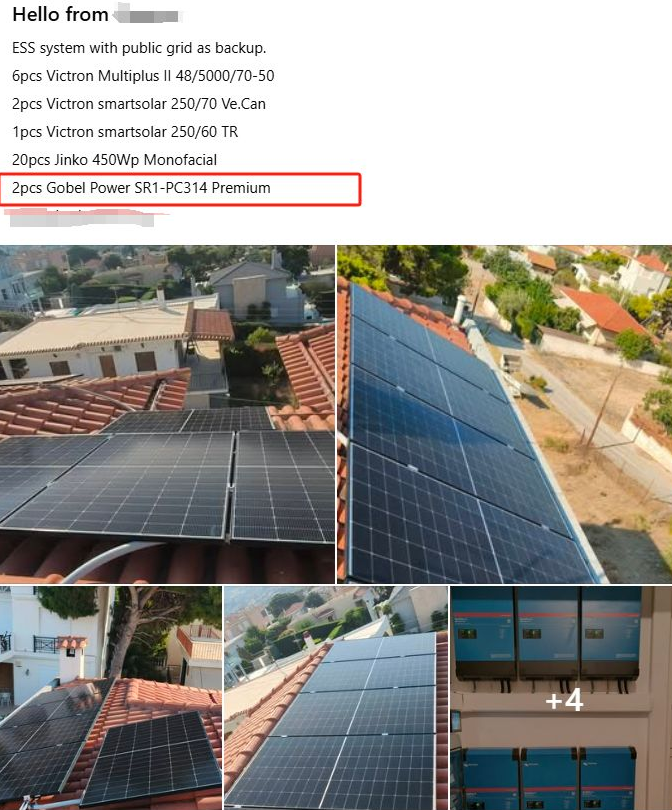 Hello from
ESS system with public grid as backup.
6pcs Victron Multiplus II 48/5000/70-50
2pcs Victron smartsolar 250/70 Ve.Can
1pcs Victron smartsolar 250/60 TR
20pcs Jinko 450Wp Monofacial
2pcs Gobel Power SR1-PC314 Premium
+4